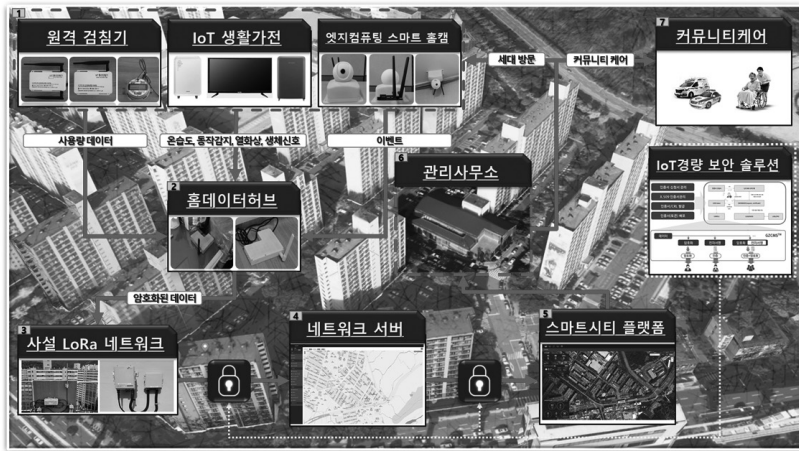 1
원격 검침기
IoT 생활가전
엣지컴퓨팅 스마트 홈캠
세대 방문
커뮤니티 케어
7
커뮤니티케어
사용량 데이터
온습도, 동작감지, 열화상, 생체신호
이벤트
2
홈데이터허브
6
관리사무소
IoT경량 보안 솔루션
암호화된 데이터
3
사설 LoRa 네트워크
4
네트워크 서버
5
스마트시티 플랫폼